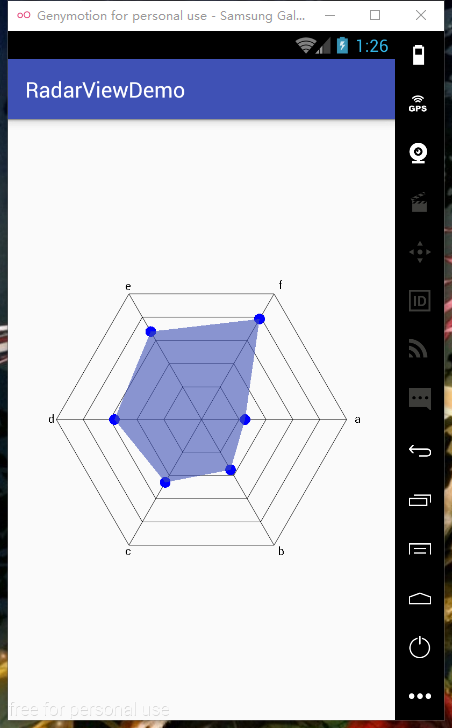 Genymotion for personal use - Samsung Gal...
1:26
RadarViewDemo
GPS
ID
e
f
d
a
c
b
free for personal use